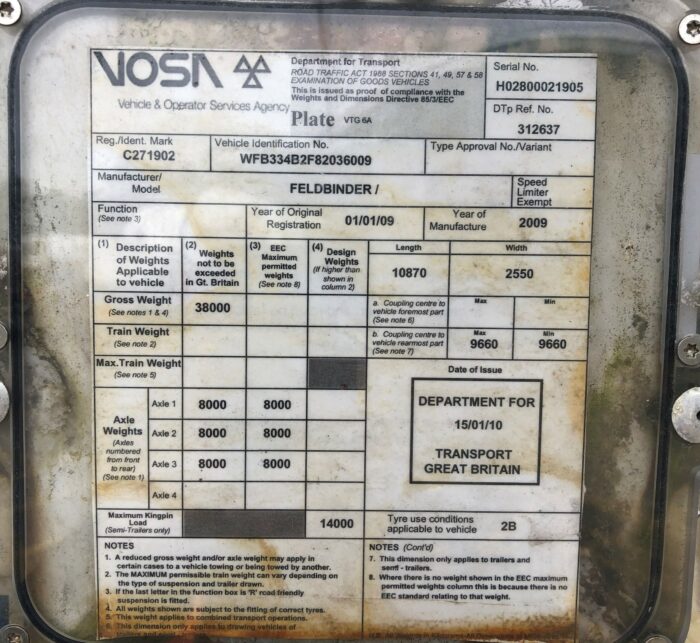 VOSA
Vehicle & Operator Services Agency
Department for Transport
ROAD TRAFFIC ACT 1988 SECTIONS 41, 49, 57 & 58
EXAMINATION OF GOODS VEHICLES
This is issued as proof of compliance with the
Weights and Dimensions Directive 85/3/EEC
Plate VTG 6A
Serial No.
H02800021905
DTp Ref. No.
312637
Reg./Ident. Mark
C271902
Vehicle Identification No.
WFB334B2F82036009
Type Approval No./Variant
Manufacturer/
Model
FELDBINDER /
Speed
Limiter
Exempt
Function
(See note 3)
Year of Original
Registration
01/01/09
Year of
Manufacture
2009
(1) Description
of Weights
Applicable
to vehicle
(2)
Weights
not to be
exceeded
in Gt. Britain
(3) EEC
Maximum
permitted
weights
(See note 8)
(4)
Design
Weights
(If higher than
shown in
column 2)
Length
Width
10870
2550
Gross Weight
(See notes 1 & 4)
38000
a. Coupling centre to
vehicle foremost part
(See note 6)
Max
Min
Train Weight
(See note 2)
b. Coupling centre to
vehicle rearmost part
(See note 7)
Max
9660
Min
9660
Max.Train Weight
(See note 5)
Date of Issue
DEPARTMENT FOR
15/01/10
TRANSPORT
GREAT BRITAIN
Axle
Weights
(Axles
numbered
from front
to rear)
(See note 1)
Axle 1 8000 8000
Axle 2 8000 8000
Axle 3 8000 8000
Axle 4
Maximum Kingpin
Load
(Semi-Trailers only)
14000
Tyre use conditions
applicable to vehicle
2B
NOTES
1. A reduced gross weight and/or axle weight may apply in
certain cases to a vehicle towing or being towed by another.
2. The MAXIMUM permissible train weight can vary depending on
the type of suspension and trailer drawn.
3. If the last letter in the function box is 'R' road friendly
suspension is fitted.
4. All weights shown are subject to the fitting of correct tyres.
5. This weight applies to combined transport operations.
6. This dimension only applies to drawing vehicles of
NOTES (Cont'd)
7. This dimension only applies to trailers and
semi - trailers.
8. Where there is no weight shown in the EEC maximum
permitted weights column this is because there is no
EEC standard relating to that weight.